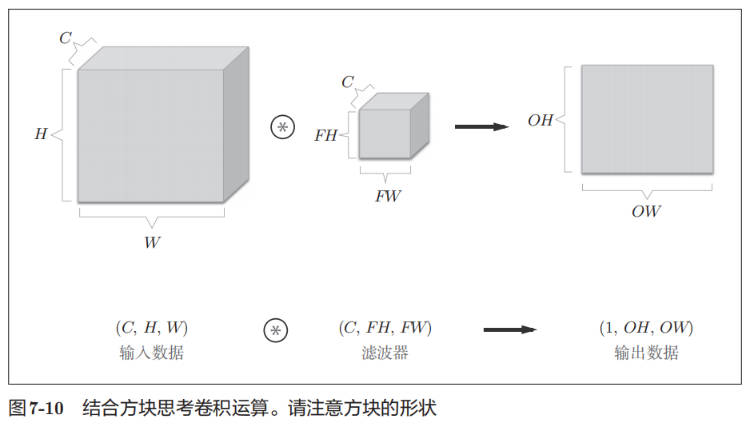 C
H
W
*
C
FH
FW
OH
OW
(C, H, W) * (C, FH, FW) (1, OH, OW)
输入数据 滤波器 输出数据
图7-10 结合方块思考卷积运算。请注意方块的形状